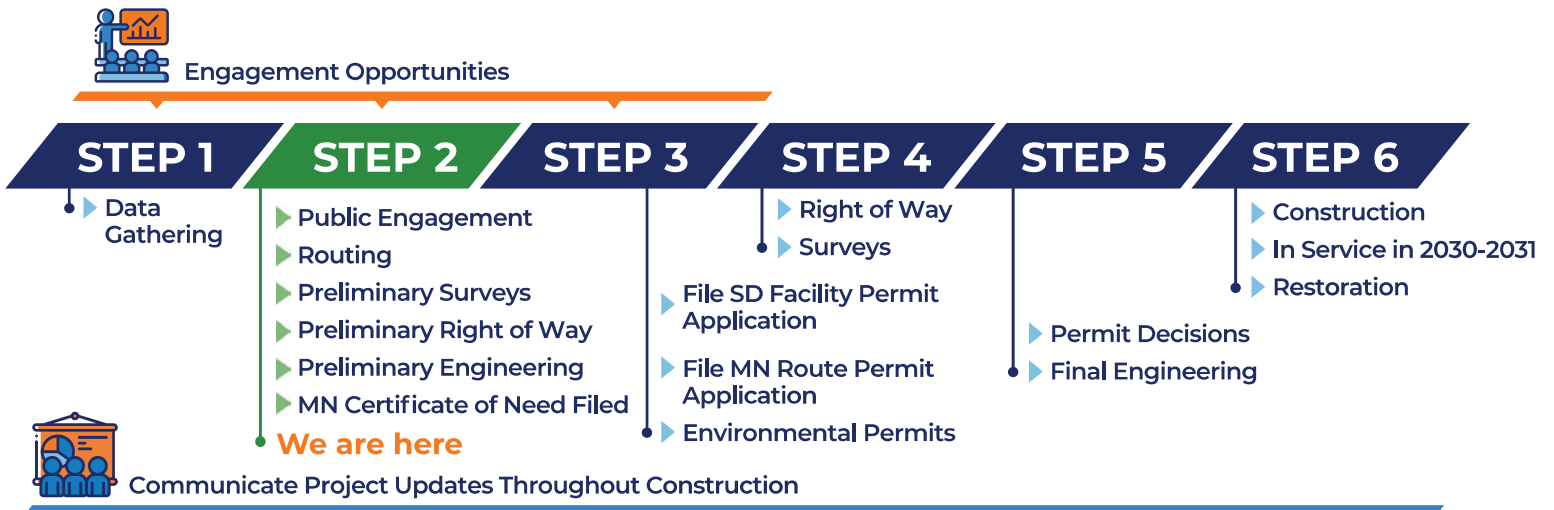 Engagement Opportunities
STEP 1
STEP 2
STEP 3
STEP 4
STEP 5
STEP 6
Data
Gathering
Public Engagement
Routing
Preliminary Surveys
Preliminary Right of Way
Preliminary Engineering
MN Certificate of Need Filed
We are here
File SD Facility Permit
Application
File MN Route Permit
Application
Environmental Permits
Right of Way
Surveys
Permit Decisions
Final Engineering
Construction
In Service in 2030-2031
Restoration
Communicate Project Updates Throughout Construction